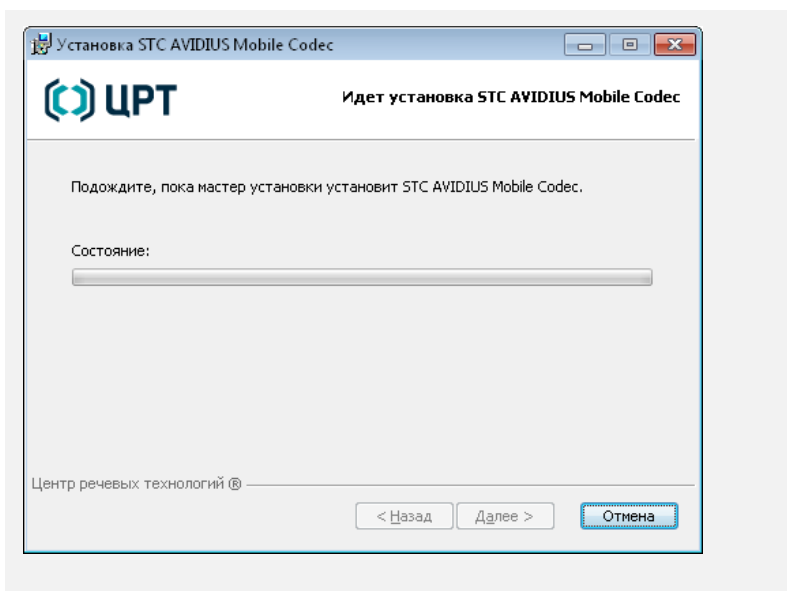 Установка STC AVIDIUS Mobile Codec
ЦРТ
Идет установка STC AVIDIUS Mobile Codec
Подождите, пока мастер установки установит STC AVIDIUS Mobile Codec.
Состояние:
Центр речевых технологий ®
< Назад
Далее >
Отмена